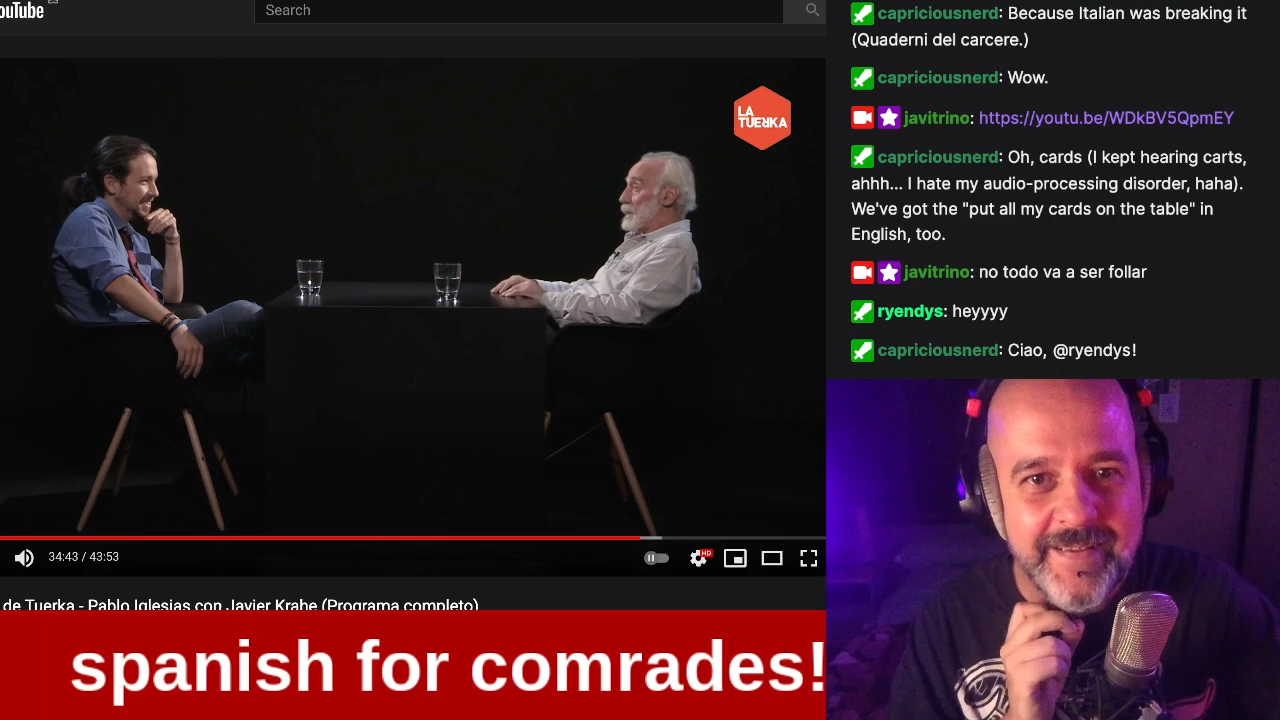 ouTube
ES
Search
LA
TUERKA
34:43 / 43:53
HD
de Tuerka - Pablo Iglesias con Javier Krahe (Programa completo)
spanish for comrades!
capriciousnerd: Because Italian was breaking it
(Quaderni del carcere.)
capriciousnerd: Wow.
javitrino: https://youtu.be/WDkBV5QpmEY
capriciousnerd: Oh, cards (I kept hearing carts,
ahhh... I hate my audio-processing disorder, haha).
We've got the "put all my cards on the table" in
English, too.
javitrino: no todo va a ser follar
ryendys: heyyyy
capriciousnerd: Ciao, @ryendys!